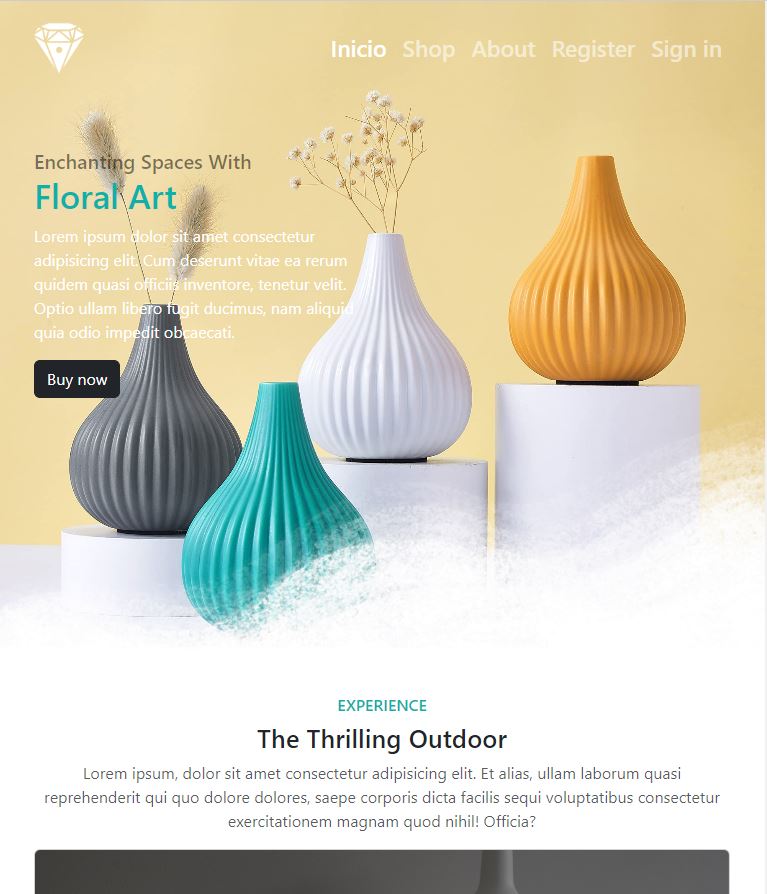 Inicio Shop About Register Sign in
Enchanting Spaces With
Floral Art
Lorem ipsum dolor sit amet consectetur
adipisicing elit. Cum deserunt vitae ea rerum
quidem quasi officiis inventore, tenetur velit.
Optio ullam libero fugit ducimus, nam aliquid
quia odio impedit obcaecati.
Buy now
EXPERIENCE
The Thrilling Outdoor
Lorem ipsum, dolor sit amet consectetur adipisicing elit. Et alias, ullam laborum quasi
reprehenderit qui quo dolore dolores, saepe corporis dicta facilis sequi voluptatibus consectetur
exercitationem magnam quod nihil! Officia?